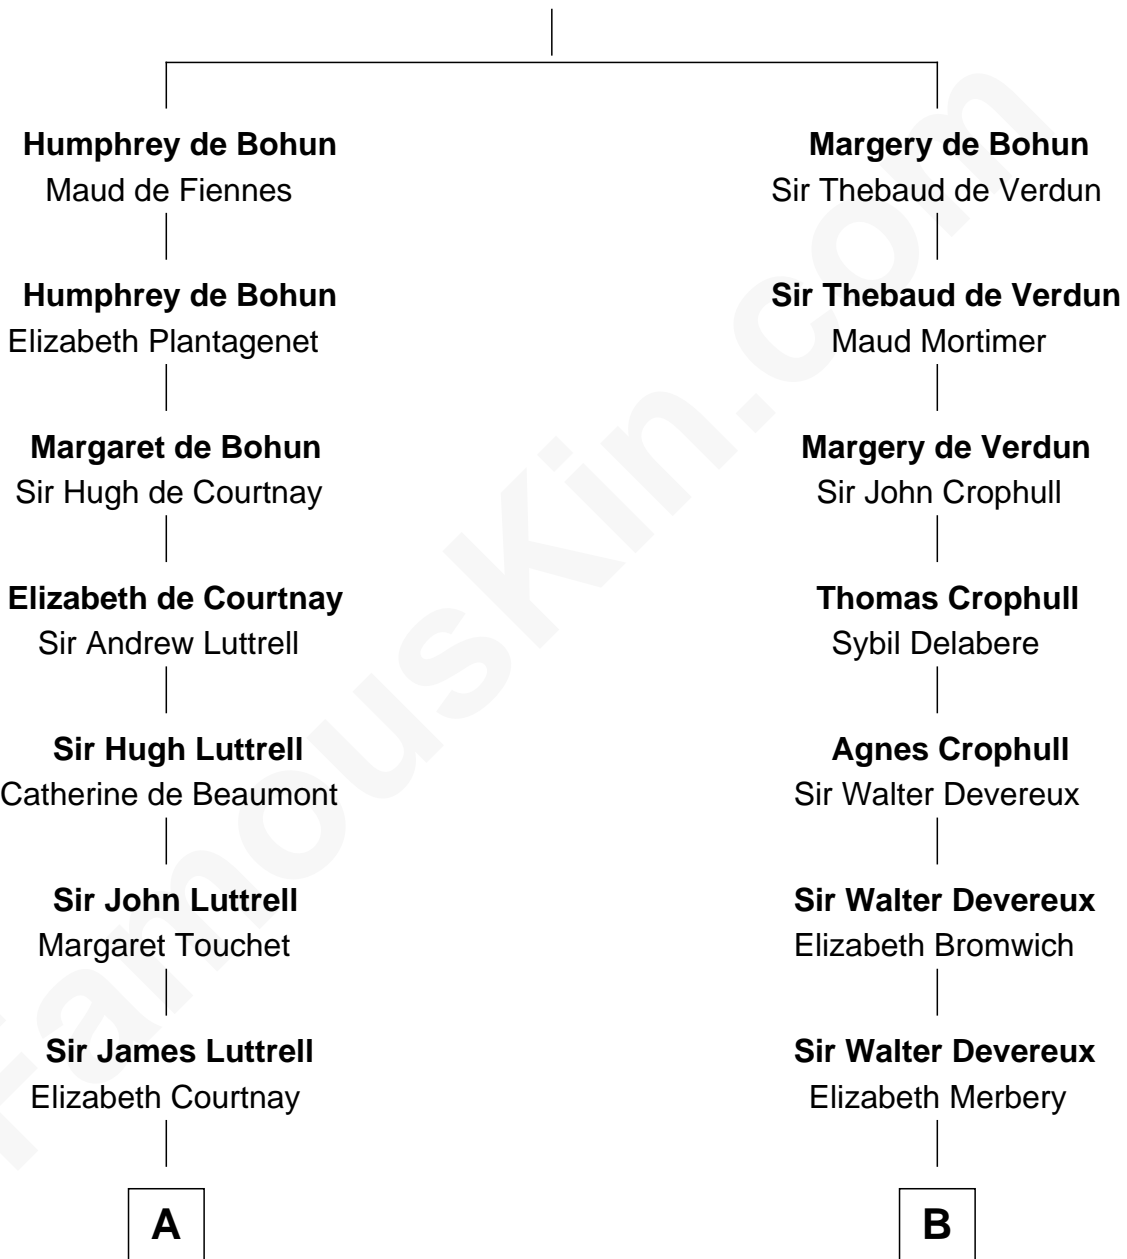 Humphrey de Bohun
Maud de Fiennes
Humphrey de Bohun
Elizabeth Plantagenet
Margaret de Bohun
Sir Hugh de Courtnay
Elizabeth de Courtnay
Sir Andrew Luttrell
Sir Hugh Luttrell
Catherine de Beaumont
Sir John Luttrell
Margaret Touchet
Sir James Luttrell
Elizabeth Courtnay
A
Margery de Bohun
Sir Thebaud de Verdun
Sir Thebaud de Verdun
Maud Mortimer
Margery de Verdun
Sir John Crophull
Thomas Crophull
Sybil Delabere
Agnes Crophull
Sir Walter Devereux
Sir Walter Devereux
Elizabeth Bromwich
Sir Walter Devereux
Elizabeth Merbery
B
FamousKin.com